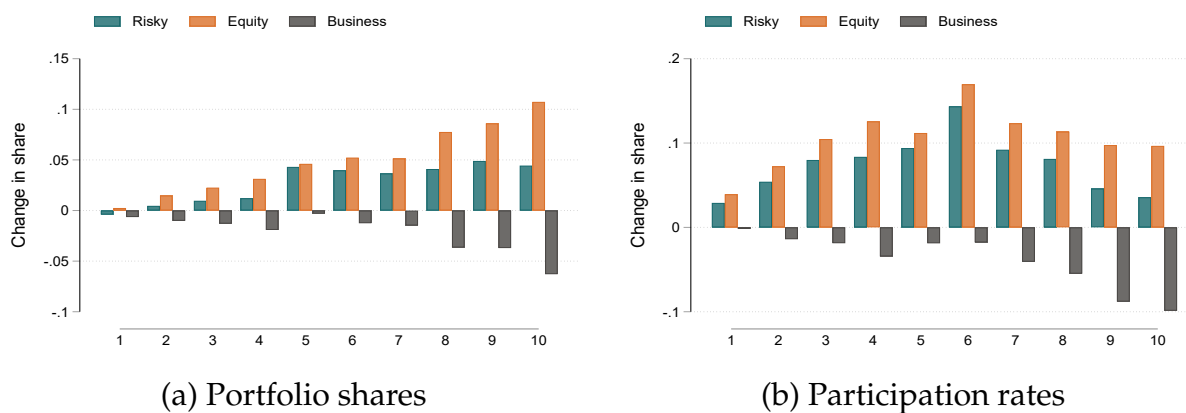 Risky Equity Business
.15
.1
.05
0
-.05
-.1
Change in share
1 2 3 4 5 6 7 8 9 10
(a) Portfolio shares
Risky Equity Business
.2
.1
0
-.1
Change in share
1 2 3 4 5 6 7 8 9 10
(b) Participation rates